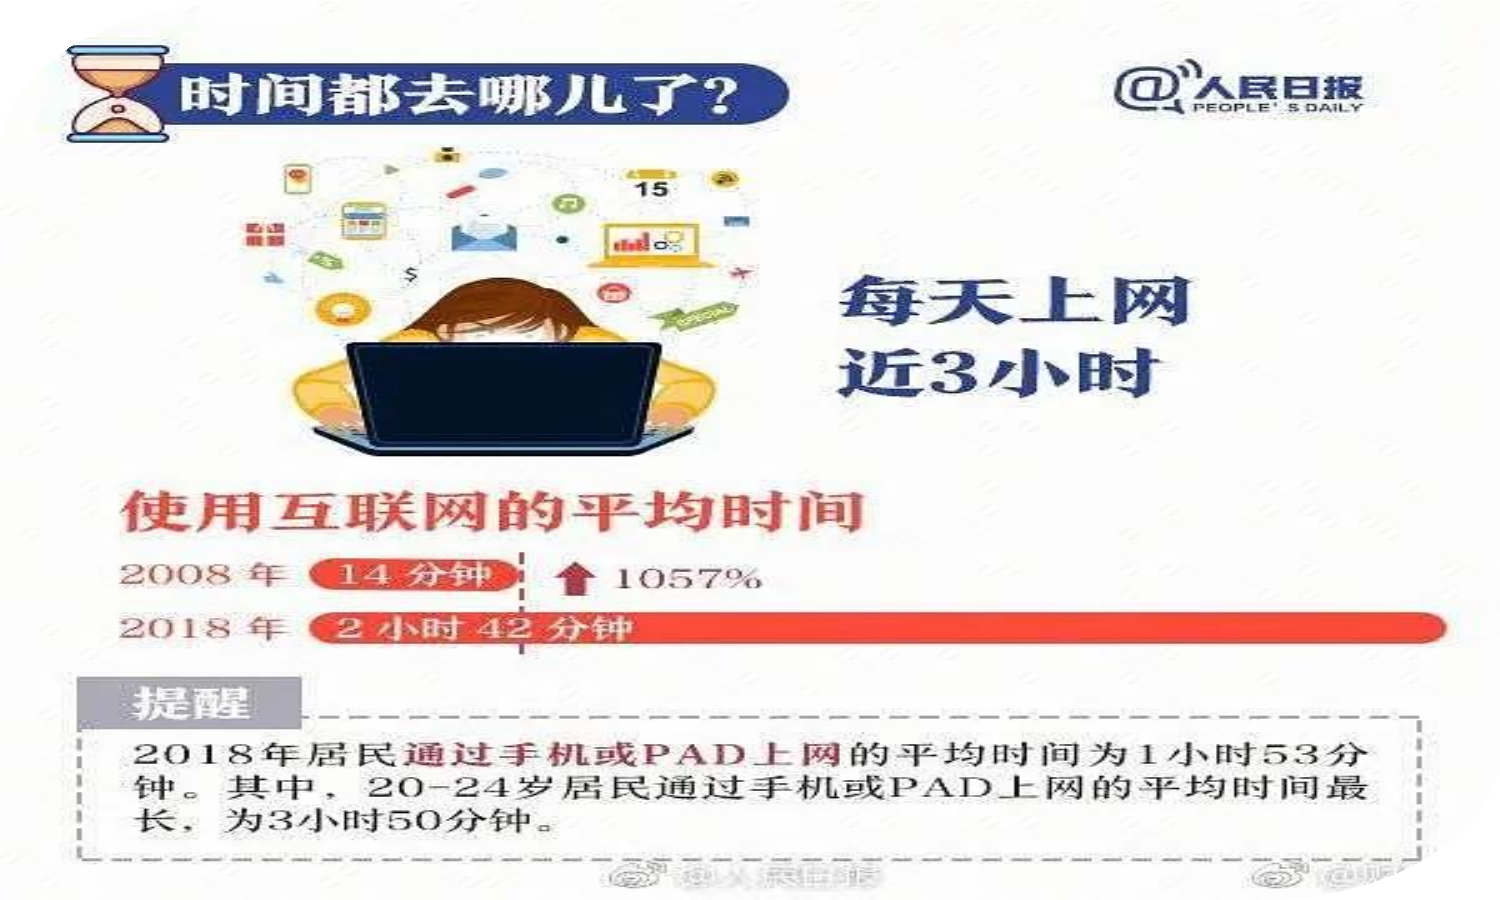 时间都去哪儿了?
@人民日报
PEOPLE'S DAILY
15
$
SPECIAL
每天上网
近3小时
使用互联网的平均时间
2008 年 14 分钟 1057%
2018 年 2 小时 42 分钟
提醒
2018年居民通过手机或PAD上网的平均时间为1小时53分
钟。其中,20-24岁居民通过手机或PAD上网的平均时间最
长,为3小时50分钟。
@人民日报